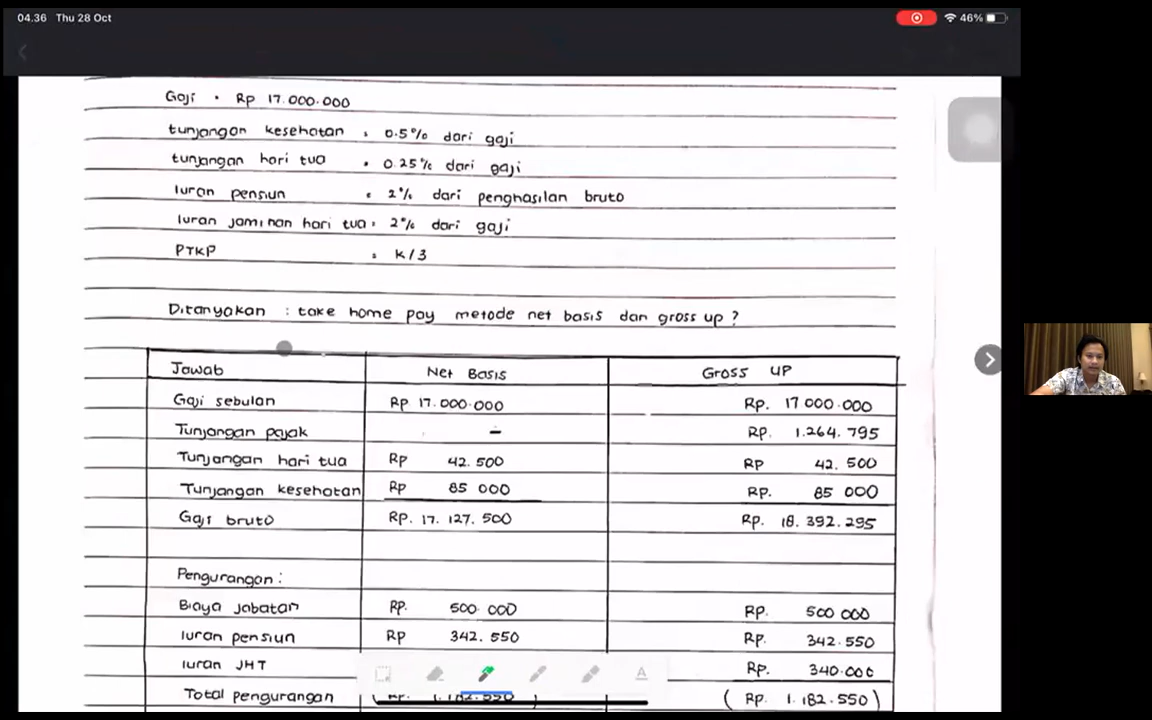 04.36 Thu 28 Oct
46%
Gaji . Rp 17.000.000
tunjangan kesehatan : 0.5% dari gaji
tunjangan hari tua : 0.25% dari gaji
Iuran pensiun : 2% dari penghasilan bruto
Iuran jaminan hari tua : 2% dari gaji
PTKP : K/3
Ditanyakan : take home pay metode net basis dan gross up ?
Jawab Net Basis Gross UP
Gaji sebulan Rp 17.000.000 Rp. 17 000.000
Tunjangan pajak - Rp. 1.264.795
Tunjangan hari tua Rp 42.500 Rp 42.500
Tunjangan kesehatan Rp 85 000 Rp. 85 000
Gaji bruto Rp. 17.127.500 Rp. 18.392.295
Pengurangan :
Biaya jabatan Rp. 500.000 Rp. 500 000
Iuran pensiun Rp 342.550 Rp. 342.550
Iuran JHT Rp. 340.000
A
Total pengurangan (Rp. 1.182.550) (Rp. 1.182.550)